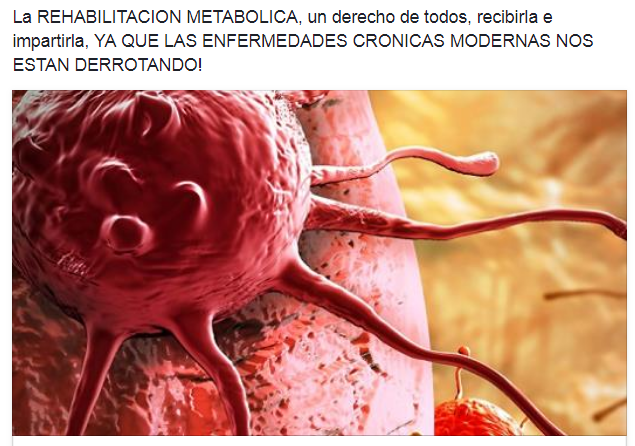 La REHABILITACION METABOLICA, un derecho de todos, recibirla e
impartirla, YA QUE LAS ENFERMEDADES CRONICAS MODERNAS NOS
ESTAN DERROTANDO!